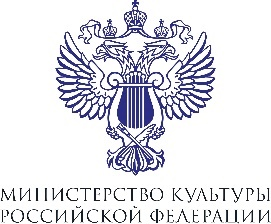 МИНИСТЕРСТВО КУЛЬТУРЫ
РОССИЙСКОЙ ФЕДЕРАЦИИ